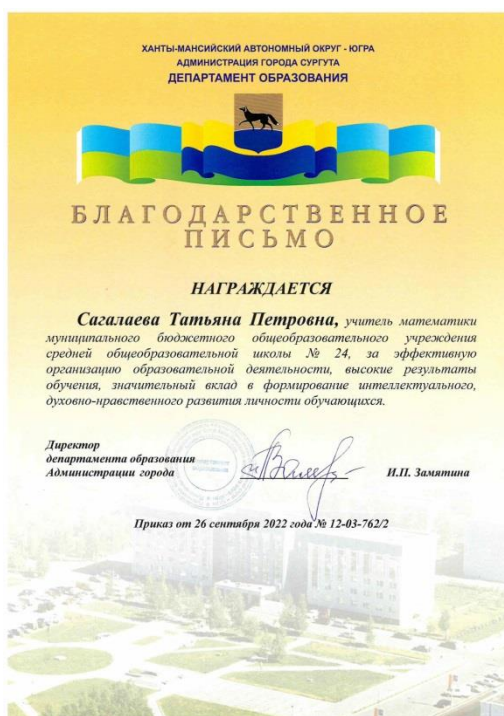 ХАНТЫ-МАНСИЙСКИЙ АВТОНОМНЫЙ ОКРУГ - ЮГРА
АДМИНИСТРАЦИЯ ГОРОДА СУРГУТА
ДЕПАРТАМЕНТ ОБРАЗОВАНИЯ
БЛАГОДАРСТВЕННОЕ
ПИСЬМО
НАГРАЖДАЕТСЯ
Сагалаева Татьяна Петровна, учитель математики
муниципального бюджетного общеобразовательного учреждения
средней общеобразовательной школы № 24, за эффективную
организацию образовательной деятельности, высокие результаты
обучения, значительный вклад в формирование интеллектуального,
духовно-нравственного развития личности обучающихся.
Директор
департамента образования
Администрации города
И.П. Замятина
Приказ от 26 сентября 2022 года № 12-03-762/2